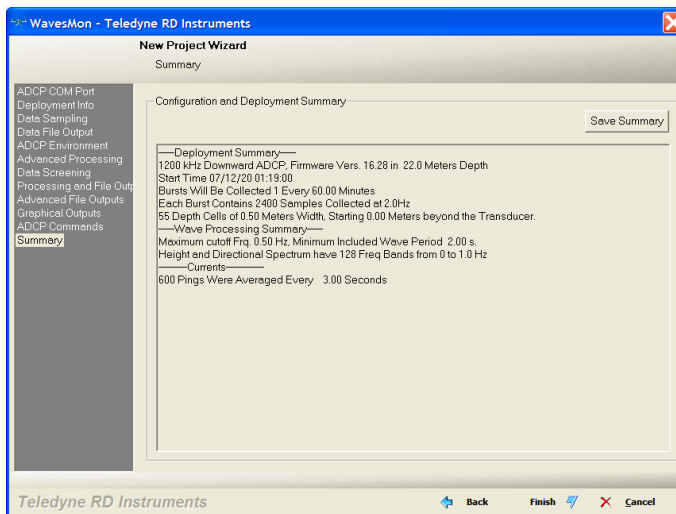 WavesMon - Teledyne RD Instruments
New Project Wizard
Summary
ADCP COM Port
Deployment Info
Data Sampling
Data File Output
ADCP Environment
Advanced Processing
Data Screening
Processing and File Outp
Advanced File Outputs
Graphical Outputs
ADCP Commands
Summary
Configuration and Deployment Summary
Save Summary
-----Deployment Summary-----
1200 kHz Downward ADCP, Firmware Vers. 16.28 in 22.0 Meters Depth
Start Time 07/12/20 01:19:00
Bursts Will Be Collected 1 Every 60.00 Minutes
Each Burst Contains 2400 Samples Collected at 2.0Hz
55 Depth Cells of 0.50 Meters Width, Starting 0.00 Meters beyond the Transducer.
-----Wave Processing Summary-----
Maximum cutoff Frq. 0.50 Hz, Minimum Included Wave Period 2.00 s.
Height and Directional Spectrum have 128 Freq Bands from 0 to 1.0 Hz
--------Currents----------
600 Pings Were Averaged Every 3.00 Seconds
Teledyne RD Instruments
Back
Finish
Cancel